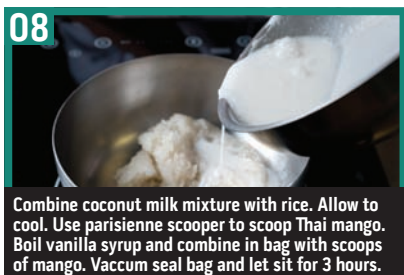 08
Combine coconut milk mixture with rice. Allow to
cool. Use parisienne scooper to scoop Thai mango.
Boil vanilla syrup and combine in bag with scoops
of mango. Vaccum seal bag and let sit for 3 hours.